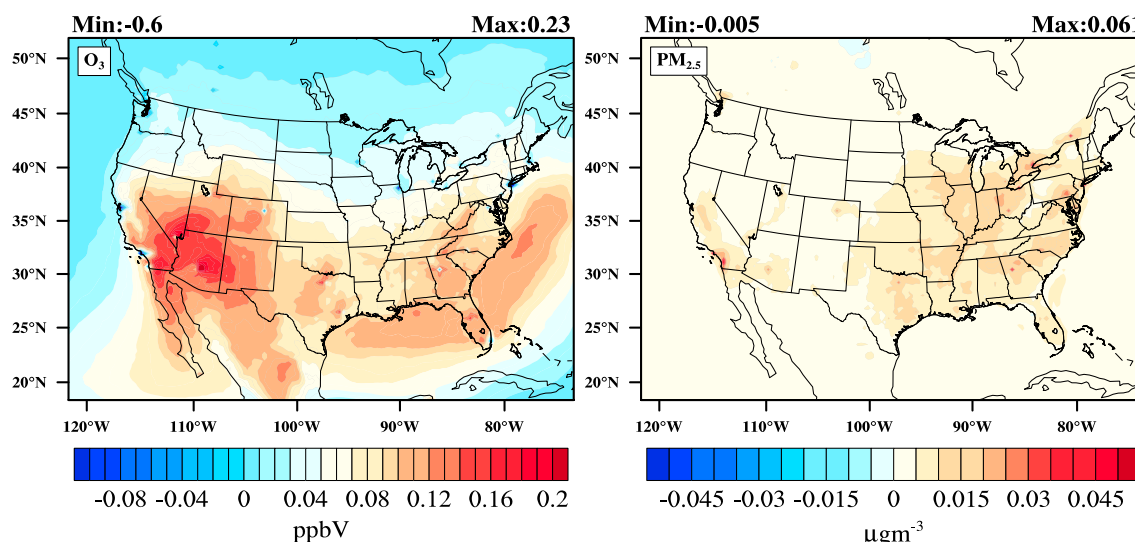 Min:-0.6 Max:0.23 Min:-0.005 Max:0.061
O₃ PM₂.₅
50°N 50°N
45°N 45°N
40°N 40°N
35°N 35°N
30°N 30°N
25°N 25°N
20°N 20°N
120°W 110°W 100°W 90°W 80°W 120°W 110°W 100°W 90°W 80°W
-0.08 -0.04 0 0.04 0.08 0.12 0.16 0.2 -0.045 -0.03 -0.015 0 0.015 0.03 0.045
ppbV μgm⁻³